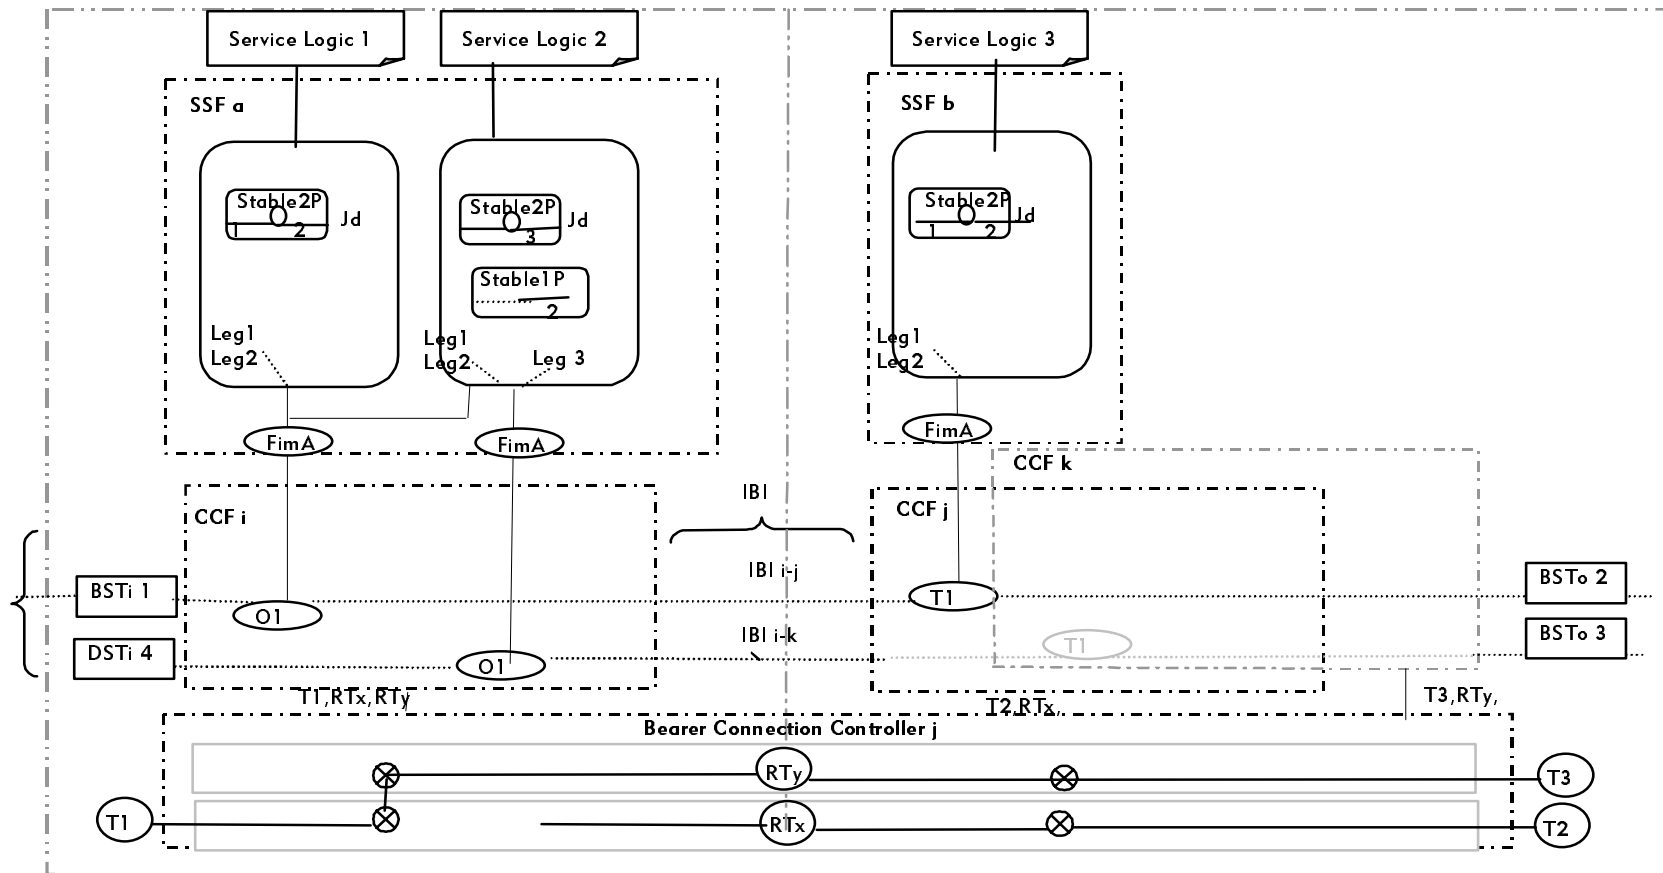 Service Logic 1
Service Logic 2
Service Logic 3
SSF a
SSF b
Stable2P
1 2
Jd
Stable2P
3
Jd
Stable1P
2
Stable2P
1 2
Jd
Leg1
Leg2
Leg1
Leg2
Leg 3
Leg1
Leg2
FimA
FimA
FimA
CCF k
CCF i
IBI
CCF j
IBI i-j
BSTi 1
BSTo 2
O1
T1
IBI i-k
BSTo 3
DSTi 4
O1
T1
T1,RTx,RTy
T2,RTx,
T3,RTy,
Bearer Connection Controller j
RTy
T3
T1
RTx
T2